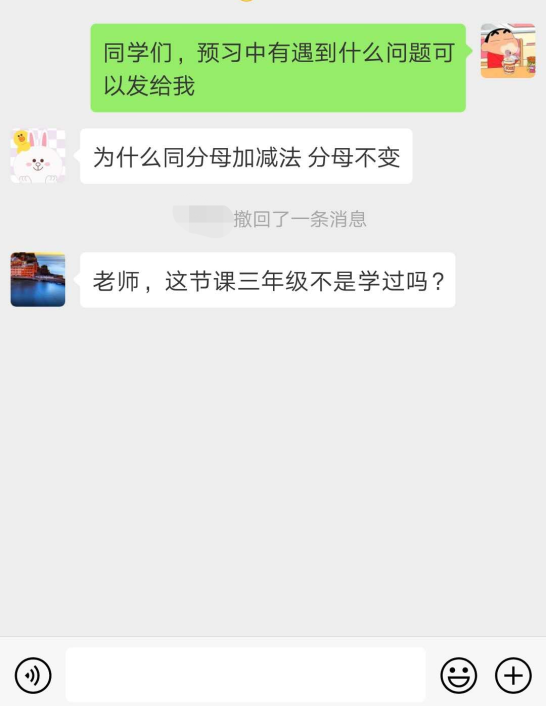 同学们，预习中有遇到什么问题可
以发给我
为什么同分母加减法 分母不变
撤回了一条消息
老师，这节课三年级不是学过吗？